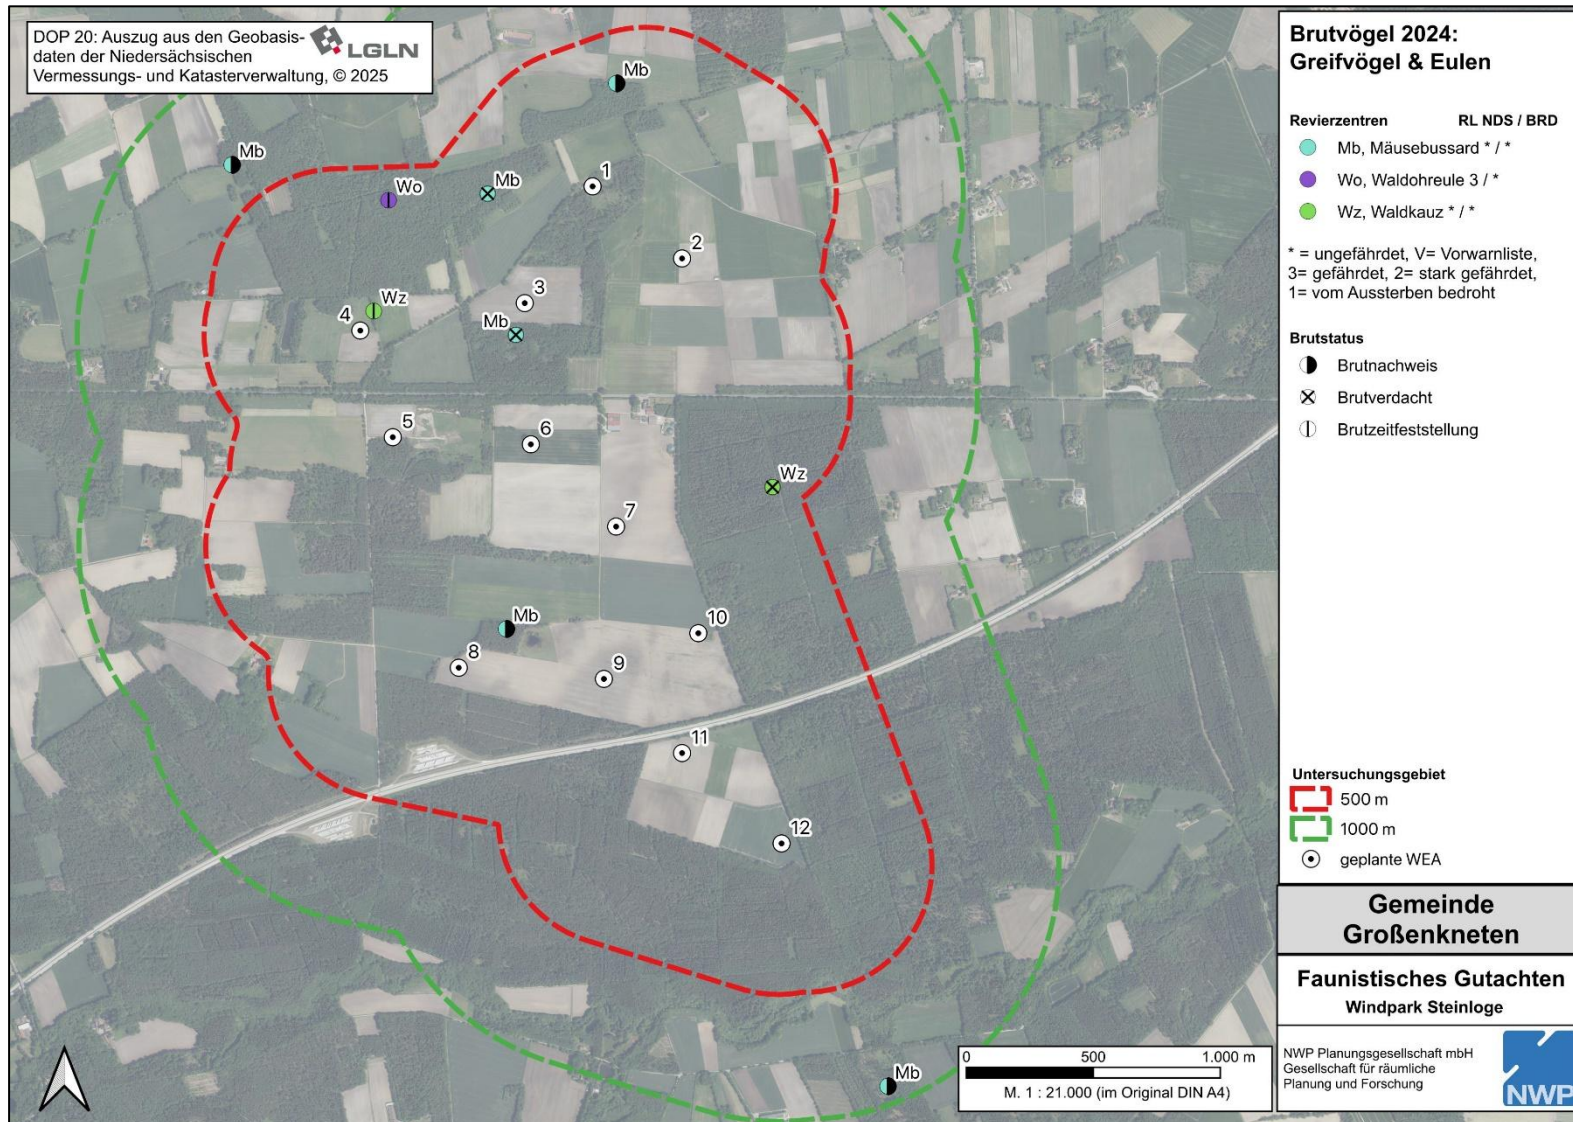 DOP 20: Auszug aus den Geobasis-
daten der Niedersächsischen
Vermessungs- und Katasterverwaltung, © 2025
LGLN
Mb
Mb
Wo
Mb
1
2
3
Wz
4
Mb
5
6
Wz
7
Mb
10
8
9
11
12
Mb
0 500 1.000 m
M. 1 : 21.000 (im Original DIN A4)
Brutvögel 2024:
Greifvögel & Eulen
Revierzentren RL NDS / BRD
Mb, Mäusebussard * / *
Wo, Waldohreule 3 / *
Wz, Waldkauz * / *
* = ungefährdet, V= Vorwarnliste,
3= gefährdet, 2= stark gefährdet,
1= vom Aussterben bedroht
Brutstatus
Brutnachweis
Brutverdacht
Brutzeitfeststellung
Untersuchungsgebiet
500 m
1000 m
geplante WEA
Gemeinde
Großenkneten
Faunistisches Gutachten
Windpark Steinloge
NWP Planungsgesellschaft mbH
Gesellschaft für räumliche
Planung und Forschung
NWP